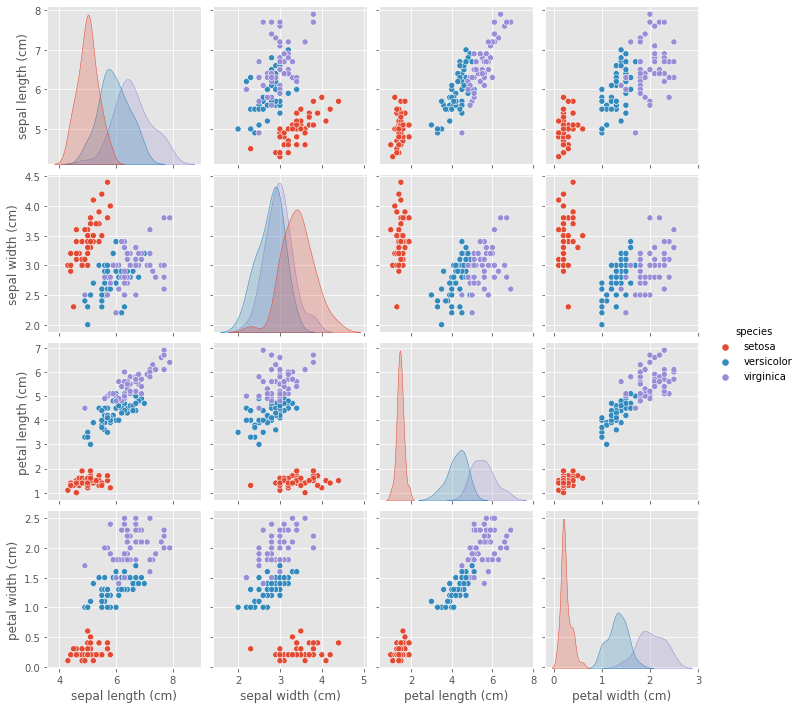 8
7
6
5
sepal length (cm)
4.5
4.0
3.5
3.0
2.5
2.0
sepal width (cm)
species
setosa
versicolor
virginica
7
6
5
4
3
2
1
petal length (cm)
2.5
2.0
1.5
1.0
0.5
0.0
petal width (cm)
4 6 8
2 3 4 5
2 4 6 8
0 1 2 3
sepal length (cm) sepal width (cm) petal length (cm) petal width (cm)